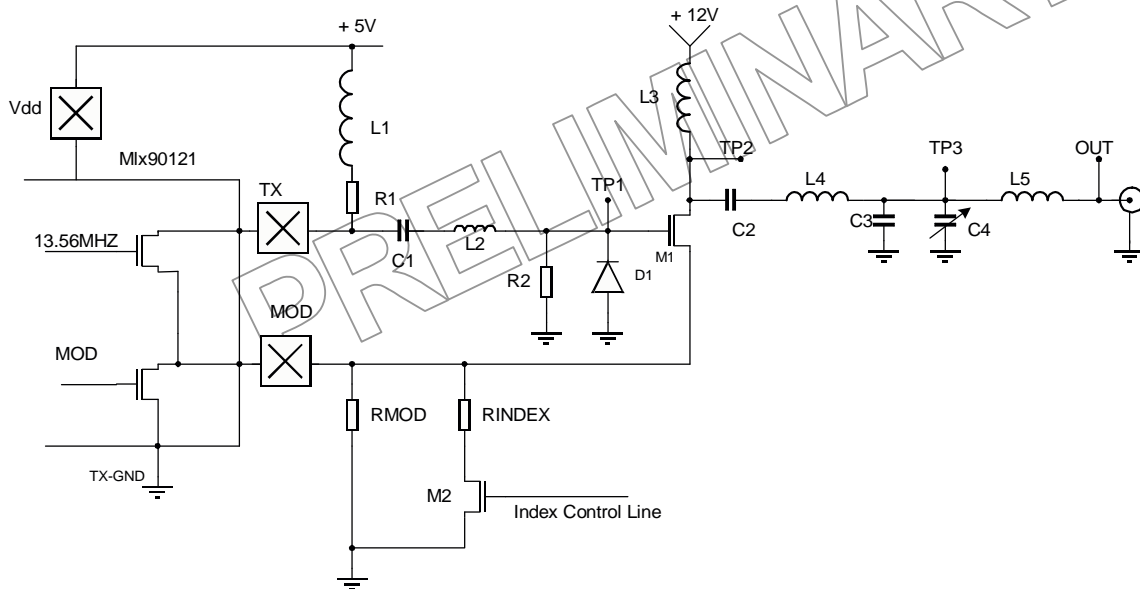 + 12V
+ 5V
PRELIMINARY
L3
Vdd
L1
Mlx90121
TP2
TP3
OUT
TX
R1
TP1
L4
L5
13.56MHZ
C1
L2
C2
C3
C4
M1
R2
D1
MOD
MOD
RMOD
RINDEX
TX-GND
M2
Index Control Line